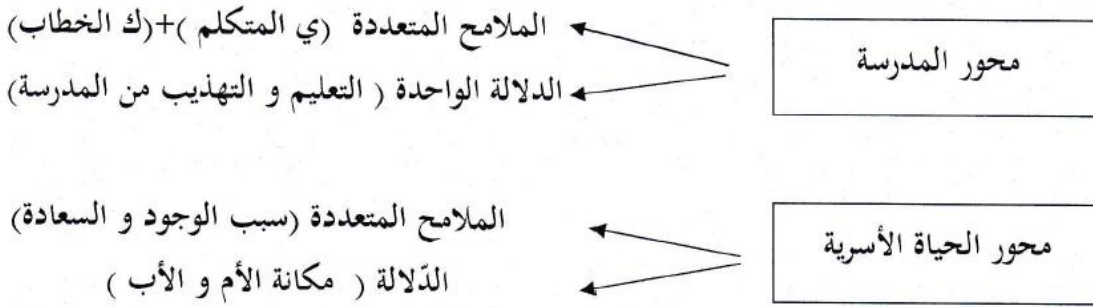 محور المدرسة
الملامح المتعددة (ي المتكلم )+(ك الخطاب)
الدلالة الواحدة ( التعليم و التهذيب من المدرسة)
محور الحياة الأسرية
الملامح المتعددة (سبب الوجود و السعادة)
الدّلالة ( مكانة الأم و الأب )